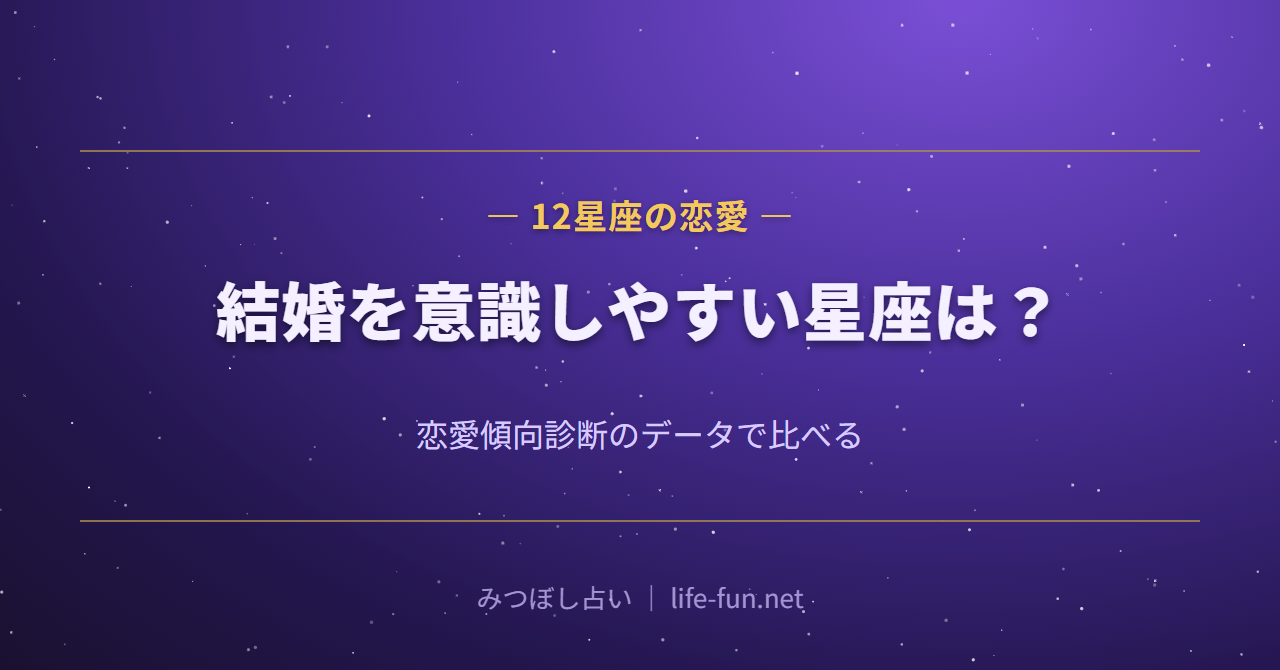 — 12星座の恋愛 —
結婚を意識しやすい星座は？
恋愛傾向診断のデータで比べる
みつぼし占い ｜ life-fun.net